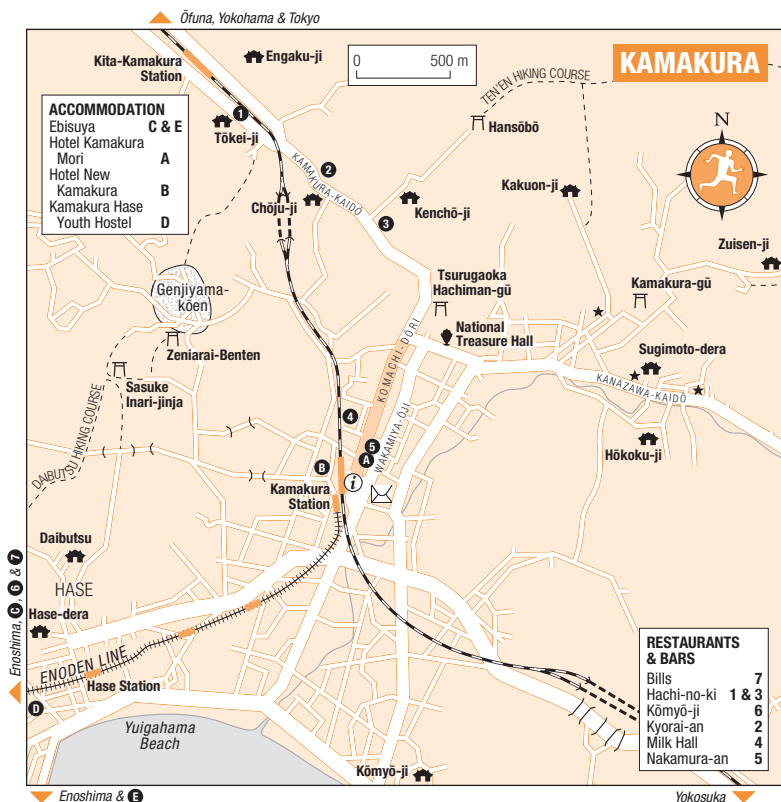 Ōfuna, Yokohama & Tokyo
KAMAKURA
Kita-Kamakura
Station
Engaku-ji
0 500 m
TEN'EN HIKING COURSE
N
ACCOMMODATION
Ebisuya C & E
Hotel Kamakura
Mori A
Hotel New
Kamakura B
Kamakura Hase
Youth Hostel D
1
Tōkei-ji
Hansōbō
KAMAKURA-KAIDŌ
2
Kakuon-ji
Chōju-ji
Kenchō-ji
3
Zuisen-ji
Tsurugaoka
Hachiman-gū
Kamakura-gū
Genjiyama-
kōen
National
Treasure Hall
Zeniarai-Benten
KOMACHI-DŌRI
Sugimoto-dera
Sasuke
Inari-jinja
KANAZAWA-KAIDŌ
DAIBUTSU HIKING COURSE
4
WAKAMIYA-ŌJI
5
A
Hōkoku-ji
B
i
Kamakura
Station
Daibutsu
HASE
Enoshima, C, 6 & 7
Hase-dera
ENODEN LINE
Hase Station
D
RESTAURANTS
& BARS
Bills 7
Hachi-no-ki 1 & 3
Kōmyō-ji 6
Kyorai-an 2
Milk Hall 4
Nakamura-an 5
Yuigahama
Beach
Kōmyō-ji
Enoshima & E
Yokosuka